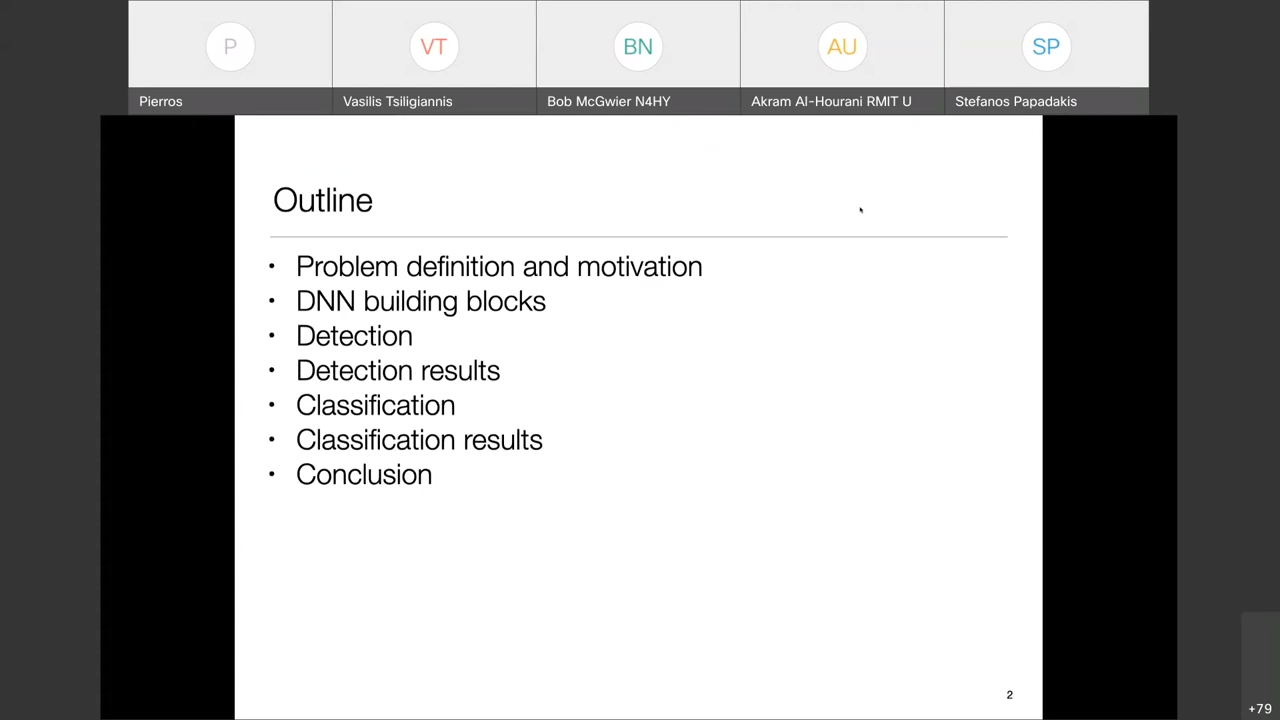 P
VT
BN
AU
SP
Pierros
Vasilis Tsiligiannis
Bob McGwier N4HY
Akram Al-Hourani RMIT U
Stefanos Papadakis
Outline
• Problem definition and motivation
• DNN building blocks
• Detection
• Detection results
• Classification
• Classification results
• Conclusion
2
+79